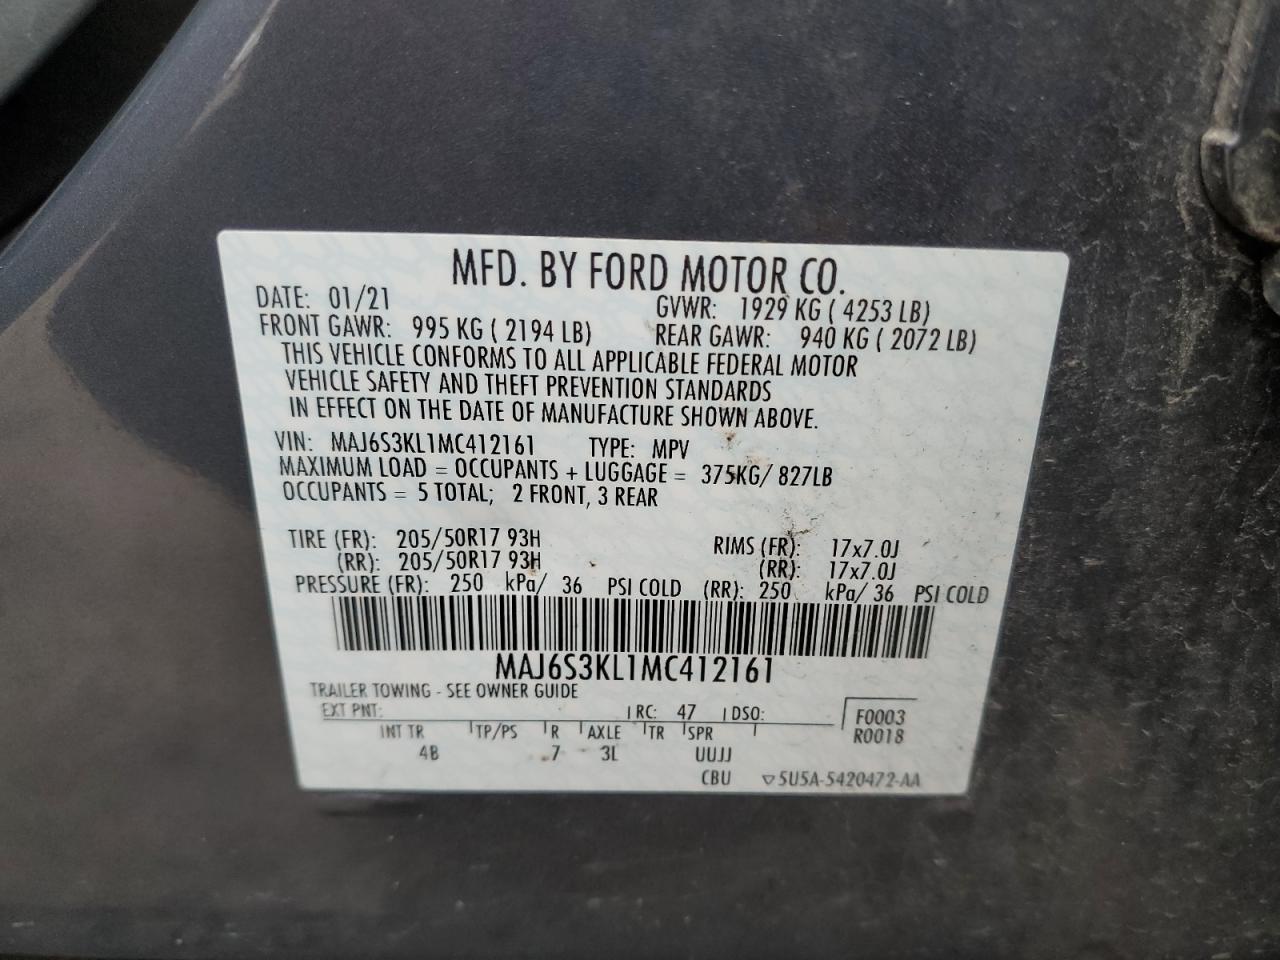 MFD. BY FORD MOTOR CO.
DATE: 01/21 GVWR: 1929 KG ( 4253 LB)
FRONT GAWR: 995 KG ( 2194 LB) REAR GAWR: 940 KG ( 2072 LB)
THIS VEHICLE CONFORMS TO ALL APPLICABLE FEDERAL MOTOR
VEHICLE SAFETY AND THEFT PREVENTION STANDARDS
IN EFFECT ON THE DATE OF MANUFACTURE SHOWN ABOVE.
VIN: MAJ6S3KL1MC412161 TYPE: MPV
MAXIMUM LOAD = OCCUPANTS + LUGGAGE = 375KG/ 827LB
OCCUPANTS = 5 TOTAL; 2 FRONT, 3 REAR
TIRE (FR): 205/50R17 93H RIMS (FR): 17x7.0J
(RR): 205/50R17 93H (RR): 17x7.0J
PRESSURE (FR): 250 kPa/ 36 PSI COLD (RR): 250 kPa/ 36 PSI COLD
MAJ6S3KL1MC412161
TRAILER TOWING - SEE OWNER GUIDE
EXT PNT: RC: 47 DSO: F0003
R0018
INT TR TP/PS R AXLE TR SPR
4B 7 3L UUJJ
CBU ▽5U5A-5420472-AA